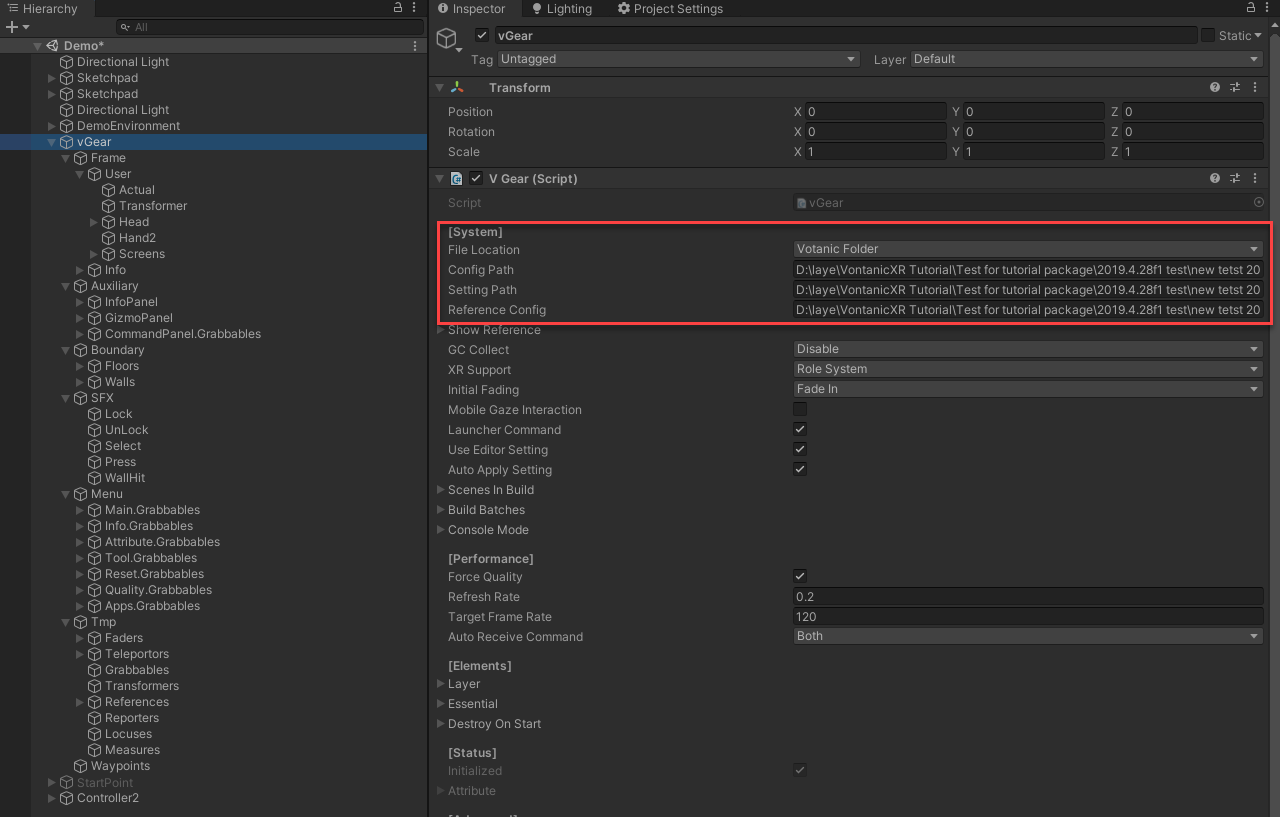 Hierarchy
All
Demo*
Directional Light
Sketchpad
Sketchpad
Directional Light
DemoEnvironment
vGear
Frame
User
Actual
Transformer
Head
Hand2
Screens
Info
Auxiliary
InfoPanel
GizmoPanel
CommandPanel.Grabbables
Boundary
Floors
Walls
SFX
Lock
UnLock
Select
Press
WallHit
Menu
Main.Grabbables
Info.Grabbables
Attribute.Grabbables
Tool.Grabbables
Reset.Grabbables
Quality.Grabbables
Apps.Grabbables
Tmp
Faders
Teleportors
Grabbables
Transformers
References
Reporters
Locuses
Measures
Waypoints
StartPoint
Controller2
Inspector Lighting Project Settings
vGear Static
Tag Untagged Layer Default
Transform
Position X 0 Y 0 Z 0
Rotation X 0 Y 0 Z 0
Scale X 1 Y 1 Z 1
V Gear (Script)
Script vGear
[System]
File Location Votanic Folder
Config Path D:\laye\VontanicXR Tutorial\Test for tutorial package\2019.4.28f1 test\new tetst 20
Setting Path D:\laye\VontanicXR Tutorial\Test for tutorial package\2019.4.28f1 test\new tetst 20
Reference Config D:\laye\VontanicXR Tutorial\Test for tutorial package\2019.4.28f1 test\new tetst 20
Show Reference
GC Collect Disable
XR Support Role System
Initial Fading Fade In
Mobile Gaze Interaction
Launcher Command
Use Editor Setting
Auto Apply Setting
Scenes In Build
Build Batches
Console Mode
[Performance]
Force Quality
Refresh Rate 0.2
Target Frame Rate 120
Auto Receive Command Both
[Elements]
Layer
Essential
Destroy On Start
[Status]
Initialized
Attribute